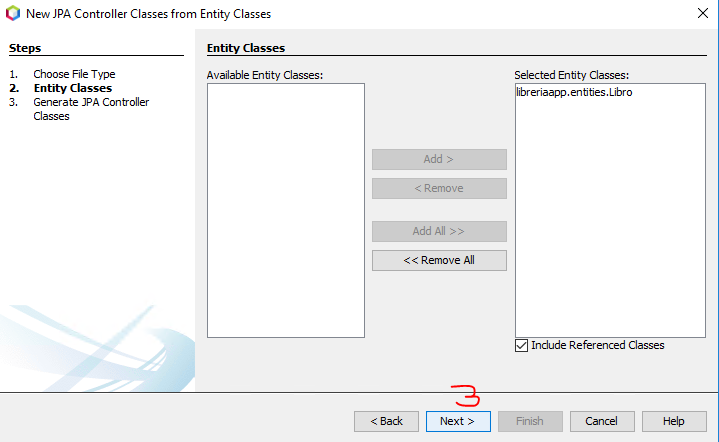 New JPA Controller Classes from Entity Classes
Steps
1. Choose File Type
2. Entity Classes
3. Generate JPA Controller
Classes
Entity Classes
Available Entity Classes:
Selected Entity Classes:
libreriaapp.entities.Libro
Add >
< Remove
Add All >>
<< Remove All
Include Referenced Classes
3
< Back
Next >
Finish
Cancel
Help